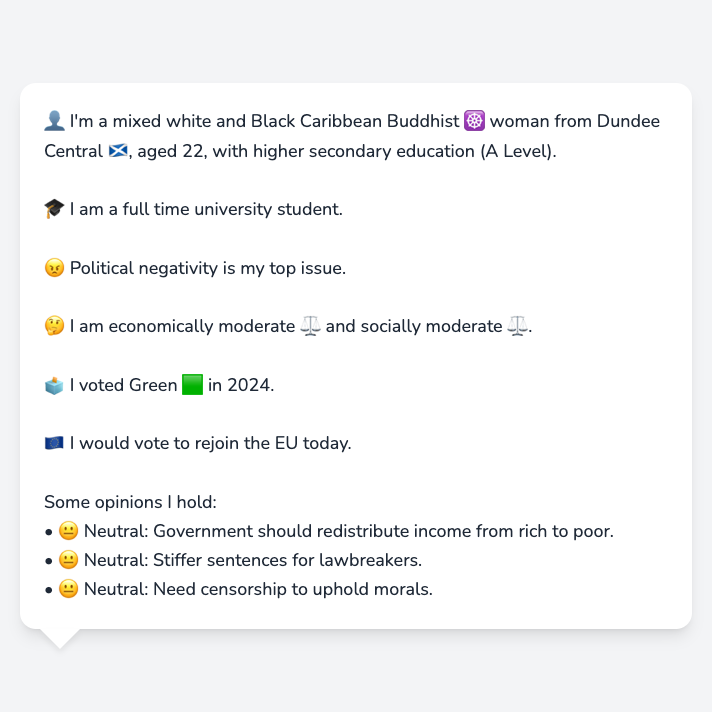 👤 I'm a mixed white and Black Caribbean Buddhist ☸️ woman from Dundee
Central 🏴󠁧󠁢󠁳󠁣󠁴󠁿, aged 22, with higher secondary education (A Level).
🎓 I am a full time university student.
😠 Political negativity is my top issue.
🤔 I am economically moderate ⚖️ and socially moderate ⚖️.
🗳️ I voted Green 🟩 in 2024.
🇪🇺 I would vote to rejoin the EU today.
Some opinions I hold:
• 😐 Neutral: Government should redistribute income from rich to poor.
• 😐 Neutral: Stiffer sentences for lawbreakers.
• 😐 Neutral: Need censorship to uphold morals.